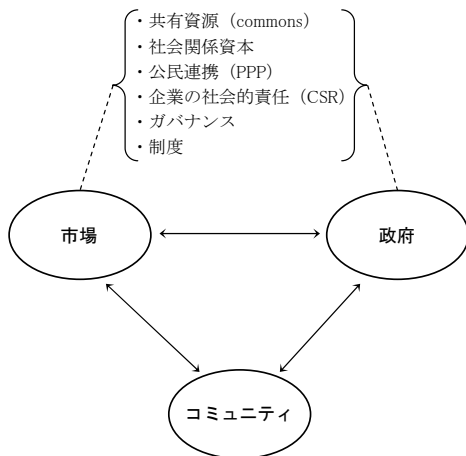 ・共有資源（commons）
・社会関係資本
・公民連携（PPP）
・企業の社会的責任（CSR）
・ガバナンス
・制度
市場
政府
コミュニティ